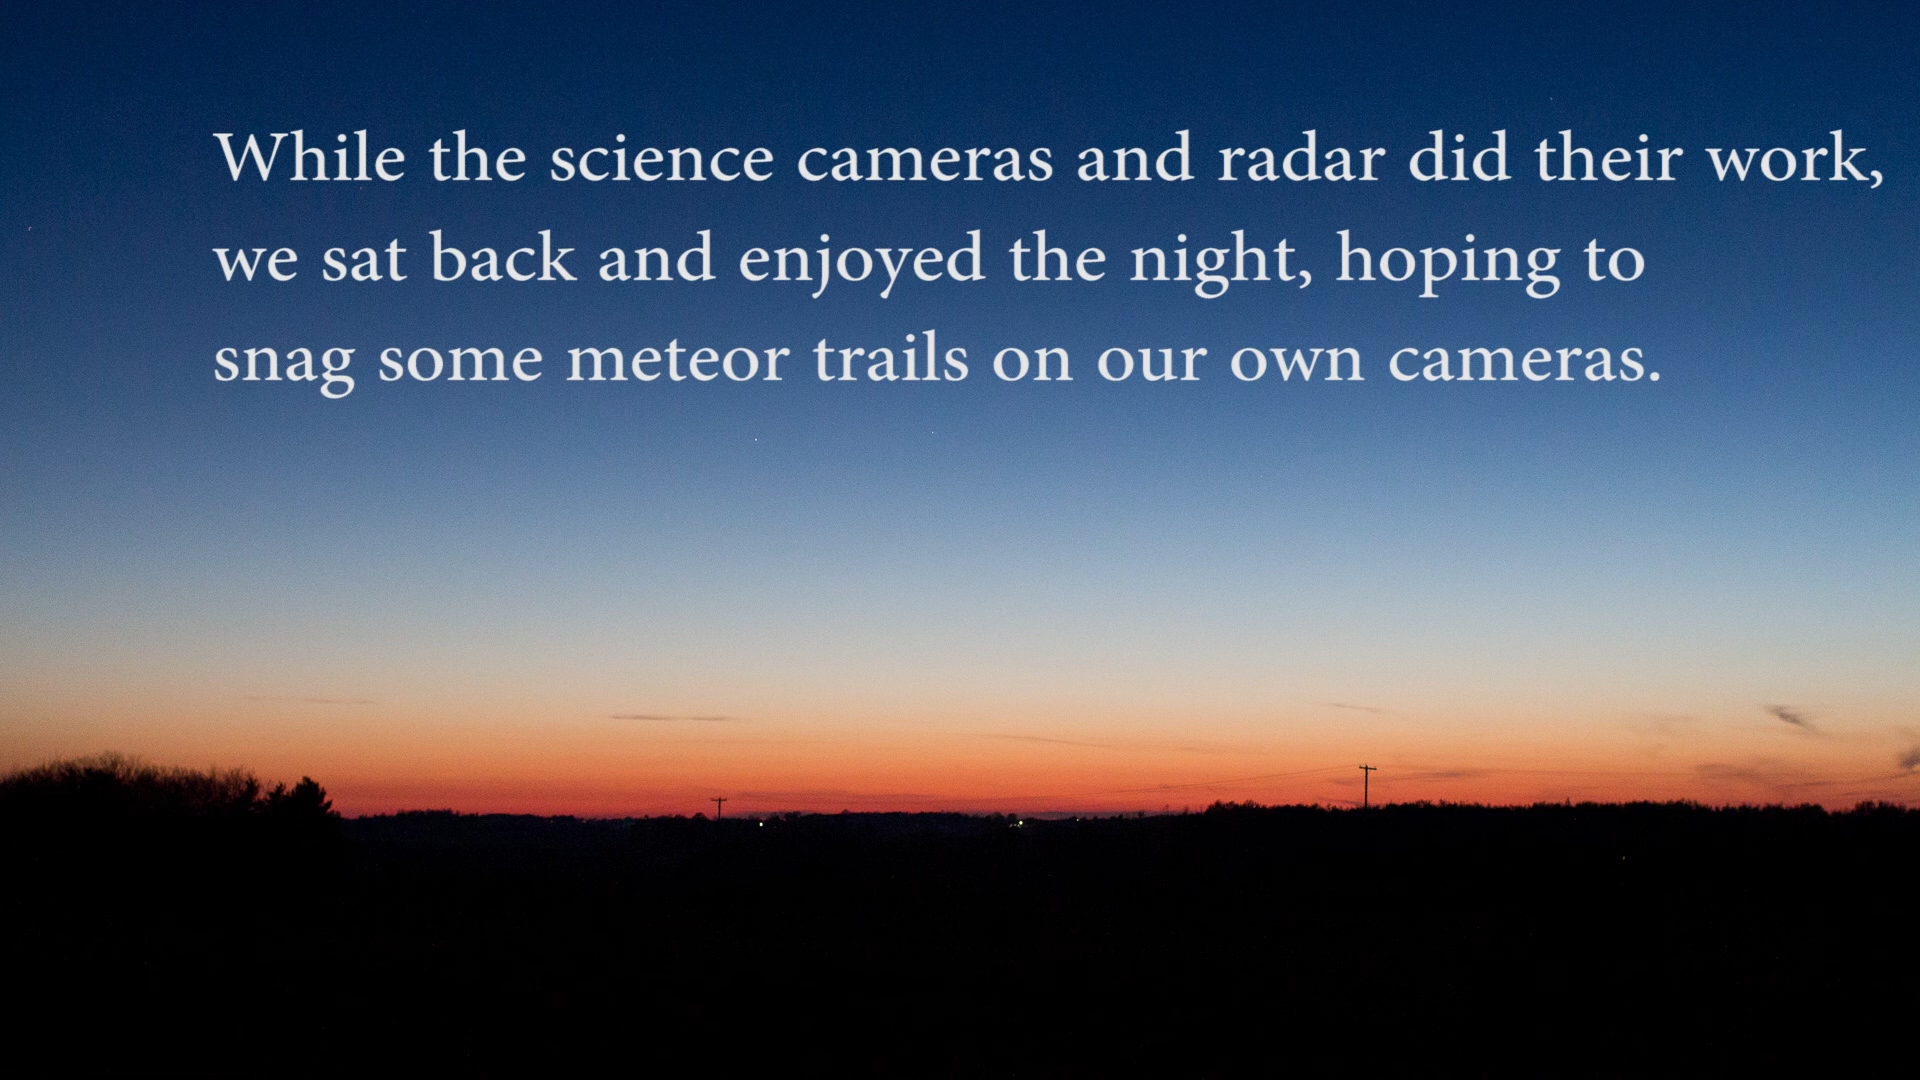 While the science cameras and radar did their work,
we sat back and enjoyed the night, hoping to
snag some meteor trails on our own cameras.